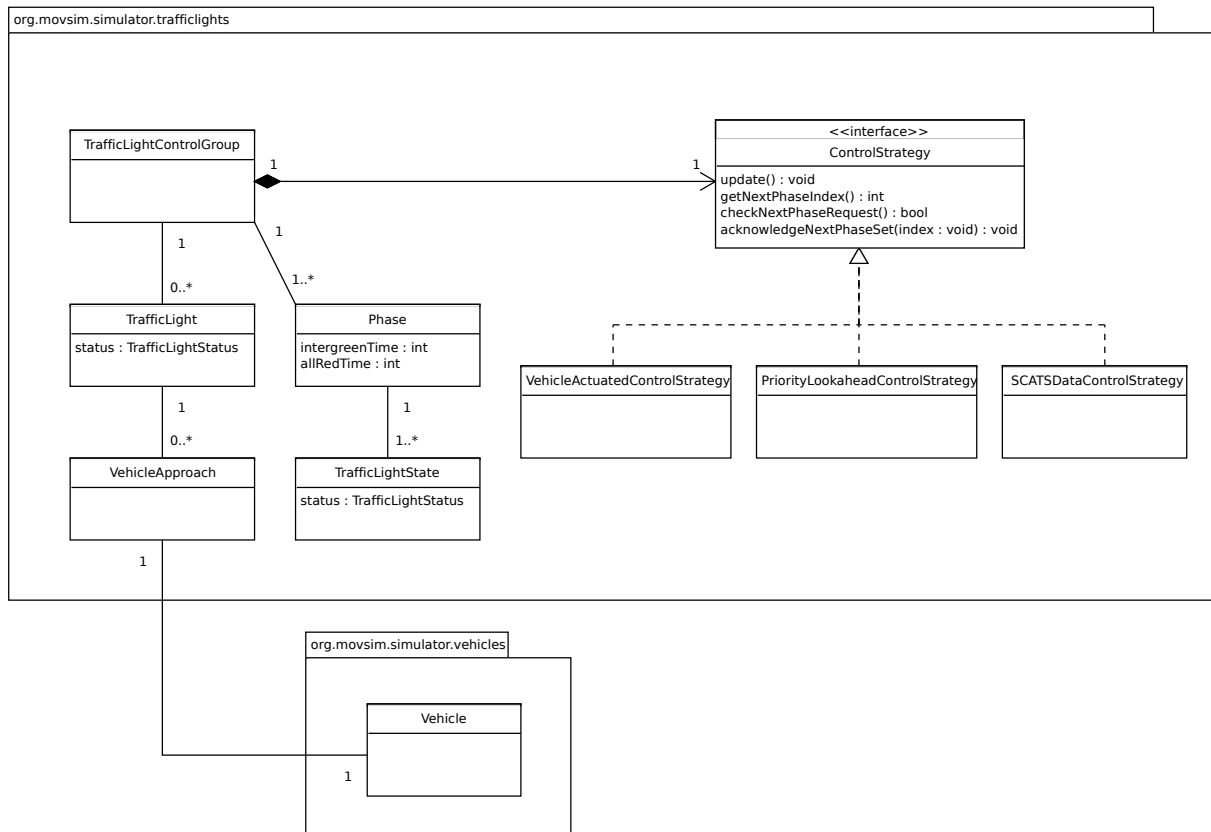 org.movsim.simulator.trafficlights
TrafficLightControlGroup
1
1
<<interface>>
ControlStrategy
update() : void
getNextPhaseIndex() : int
checkNextPhaseRequest() : bool
acknowledgeNextPhaseSet(index : void) : void
1
1
0..*
1..*
TrafficLight
status : TrafficLightStatus
Phase
intergreenTime : int
allRedTime : int
VehicleActuatedControlStrategy
PriorityLookaheadControlStrategy
SCATSDataControlStrategy
1
0..*
1
1..*
VehicleApproach
TrafficLightState
status : TrafficLightStatus
1
org.movsim.simulator.vehicles
Vehicle
1